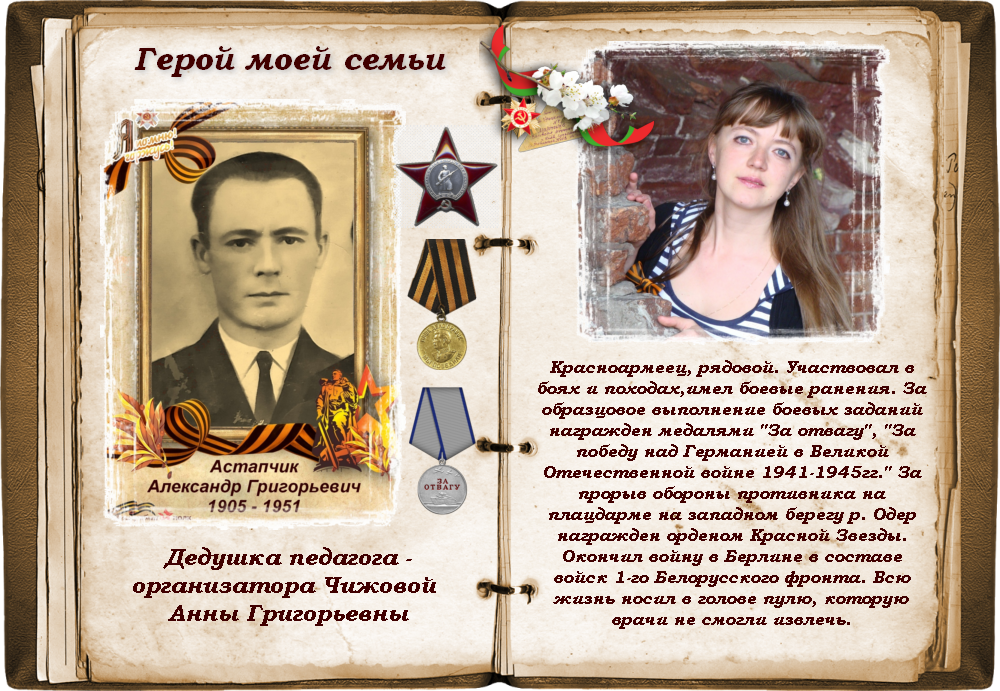 Герой моей семьи
Я помню!
Я горжусь!
Астапчик
Александр Григорьевич
1905 - 1951
Дедушка педагога -
организатора Чижовой
Анны Григорьевны
ЗА
ОТВАГУ
Красноармеец, рядовой. Участвовал в
боях и походах,имел боевые ранения. За
образцовое выполнение боевых заданий
награжден медалями "За отвагу", "За
победу над Германией в Великой
Отечественной войне 1941-1945гг." За
прорыв обороны противника на
плацдарме на западном берегу р. Одер
награжден орденом Красной Звезды.
Окончил войну в Берлине в составе
войск 1-го Белорусского фронта. Всю
жизнь носил в голове пулю, которую
врачи не смогли извлечь.